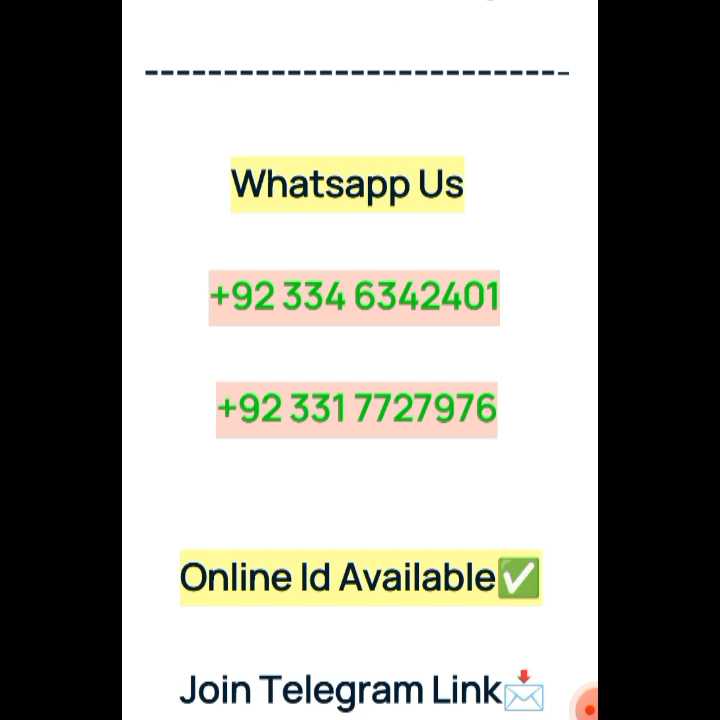 --------------------------
Whatsapp Us
+92 334 6342401
+92 331 7727976
Online Id Available✅
Join Telegram Link📩